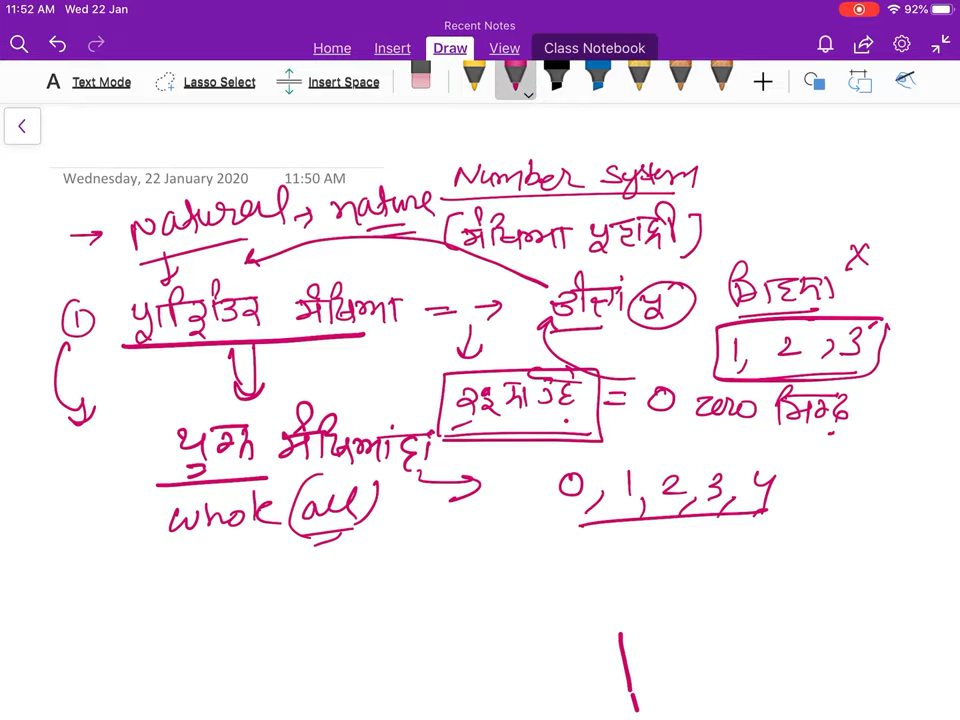 11:52 AM Wed 22 Jan 92%
Recent Notes
Home Insert Draw View Class Notebook
Text Mode Lasso Select Insert Space
Wednesday, 22 January 2020 11:50 AM
Number System
→ Natural → nature
[ਸੰਖਿਆ ਪ੍ਰਣਾਲੀ]
① ਪ੍ਰਾਕ੍ਰਿਤਕ ਸੰਖਿਆ = →
x
1, 2, 3
= 0 zero ਸਿਫਰ
ਪੂਰਨ ਸੰਖਿਆਵਾਂ
whole (all)
0, 1, 2, 3, 4